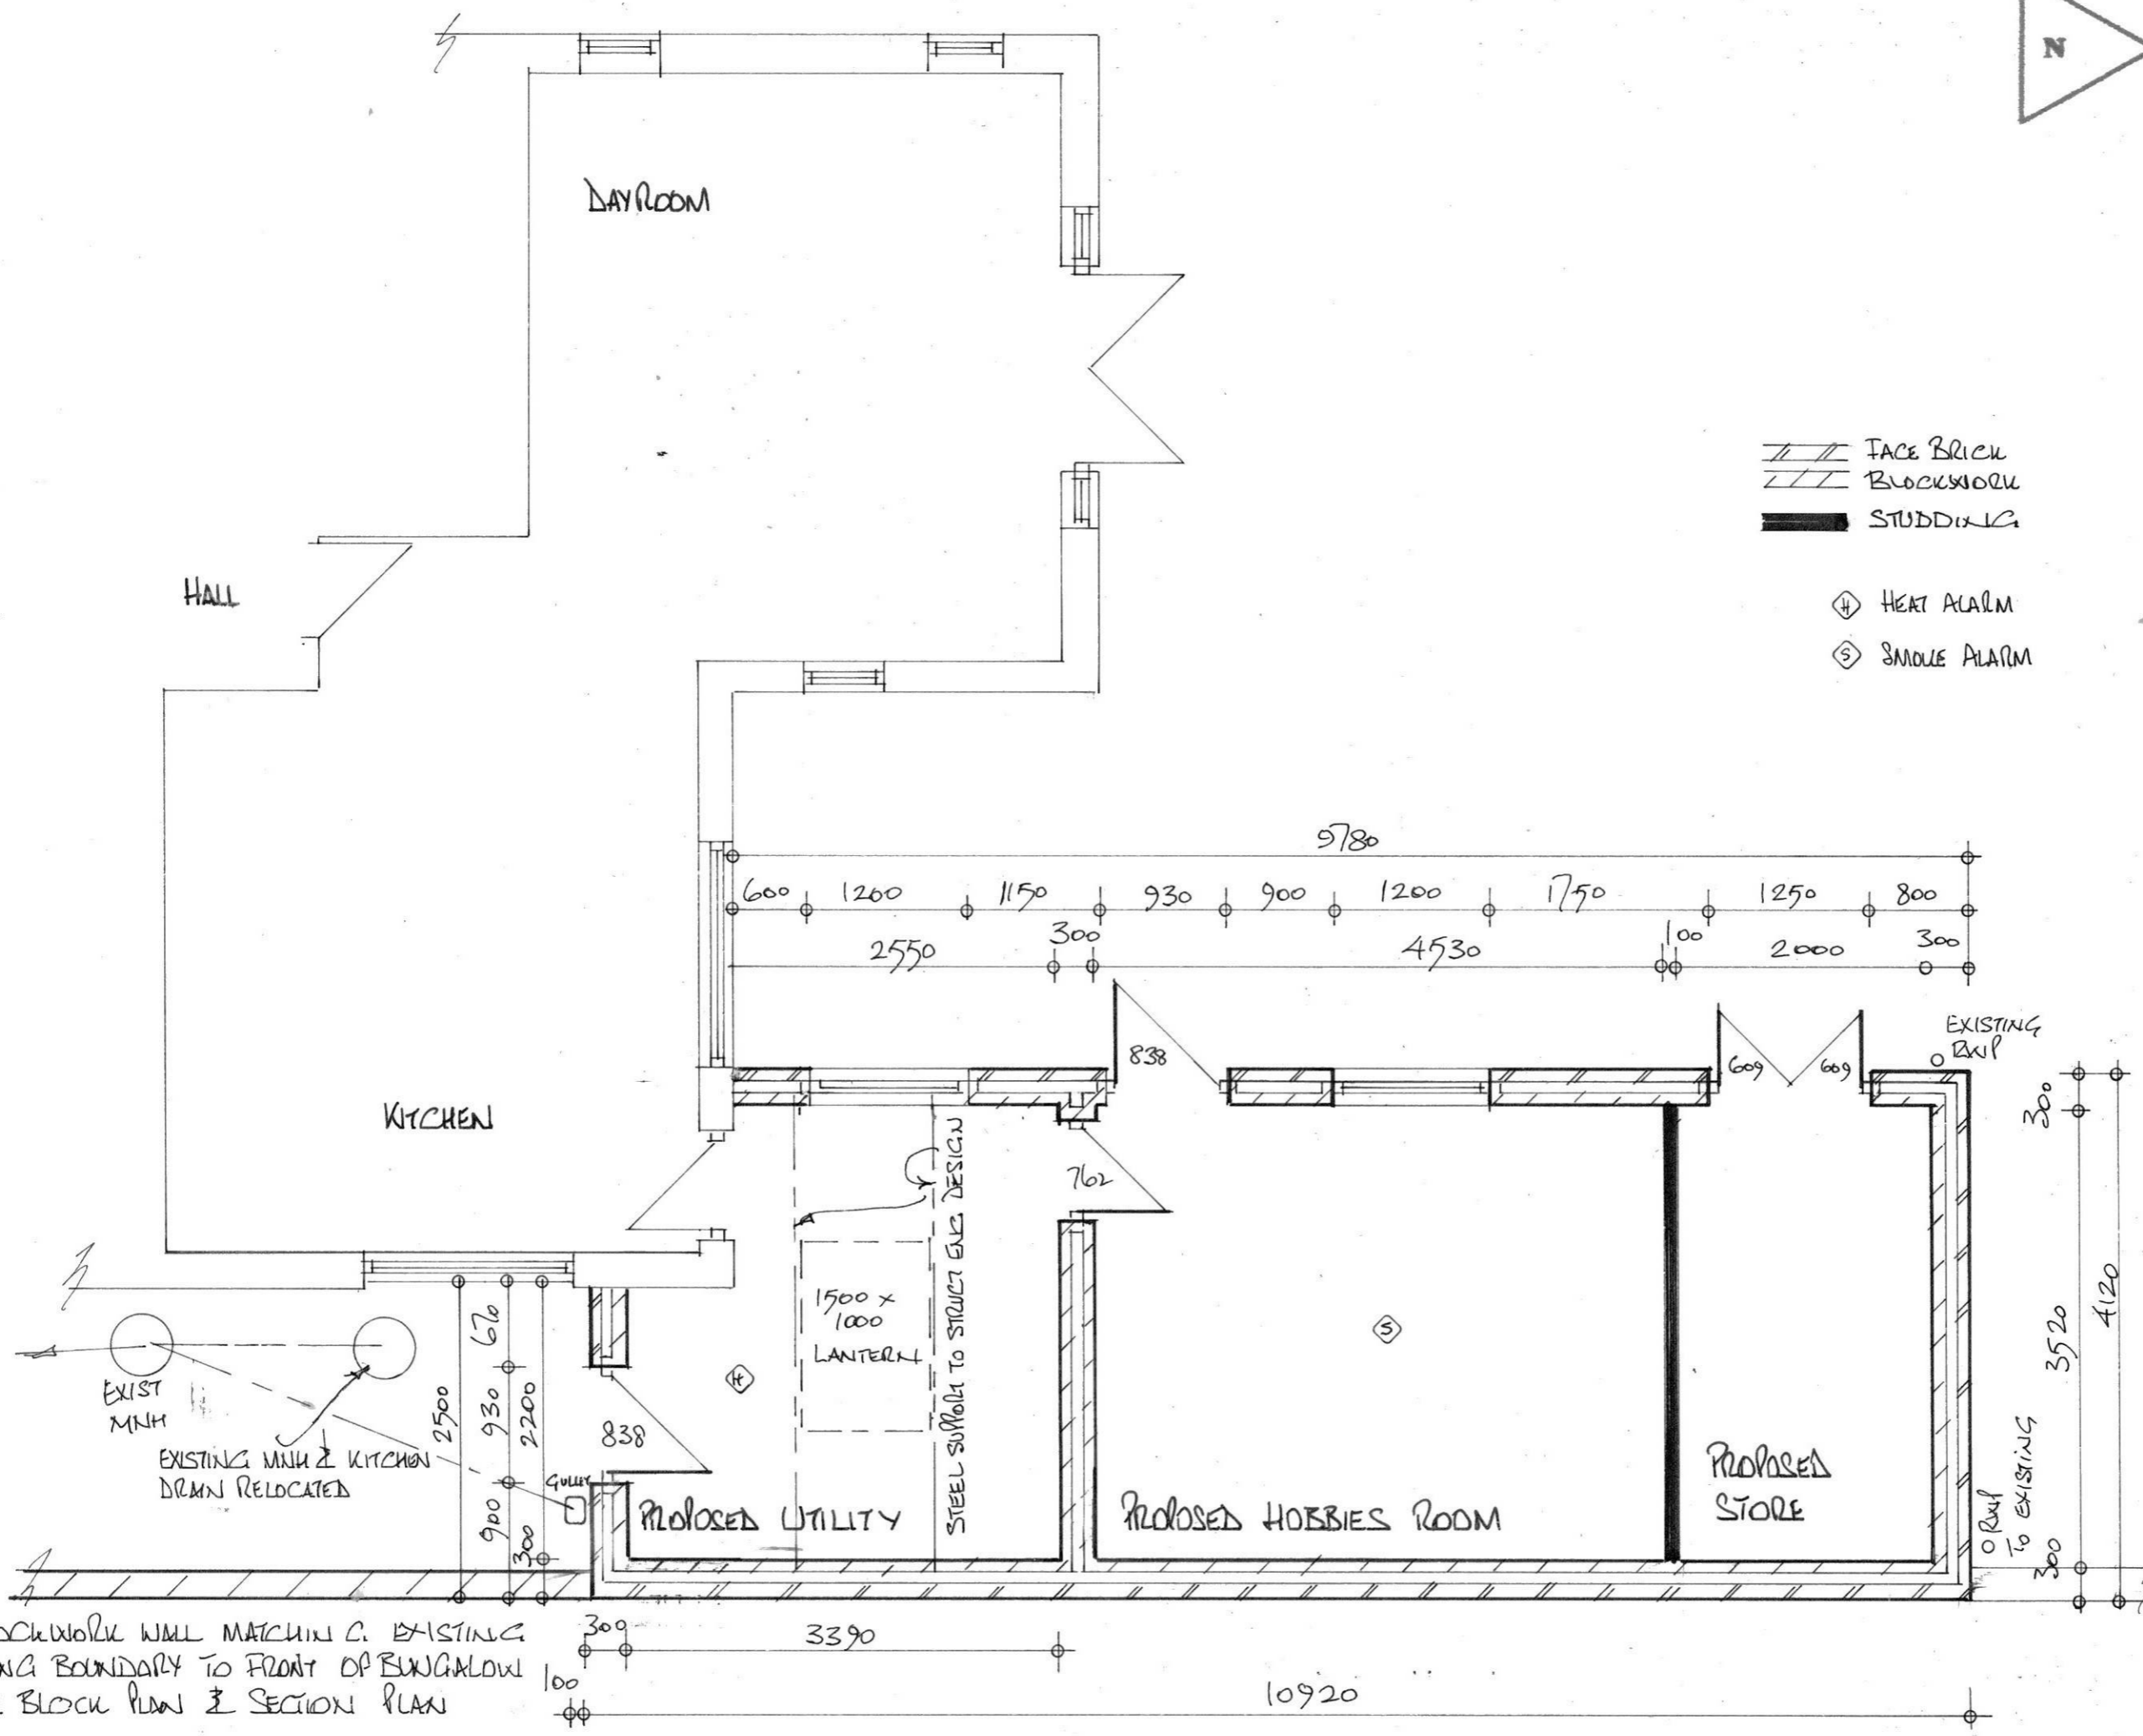 N
DAYROOM
FACE BRICK
BLOCKWORK
STUDDING
HALL
H HEAT ALARM
S SMOKE ALARM
9780
600 1200 1150 930 900 1200 1750 1250 800
2550 300 4530 100 2000 300
EXISTING
RWP
838
609 609
300
KITCHEN
762
STEEL SUPPORT TO STRUCT ENG. DESIGN
1500 x
1000
LANTERN
S
H
3520
4120
670
930
900
2500
2200
300
EXIST
MNH
EXISTING MNH & KITCHEN
DRAIN RELOCATED
GULLEY
838
PROPOSED UTILITY
PROPOSED HOBBIES ROOM
PROPOSED
STORE
RWP
TO EXISTING
300
OCKWORK WALL MATCHING EXISTING
NG BOUNDARY TO FRONT OF BUNGALOW
BLOCK PLAN & SECTION PLAN
300 3390
100
10920